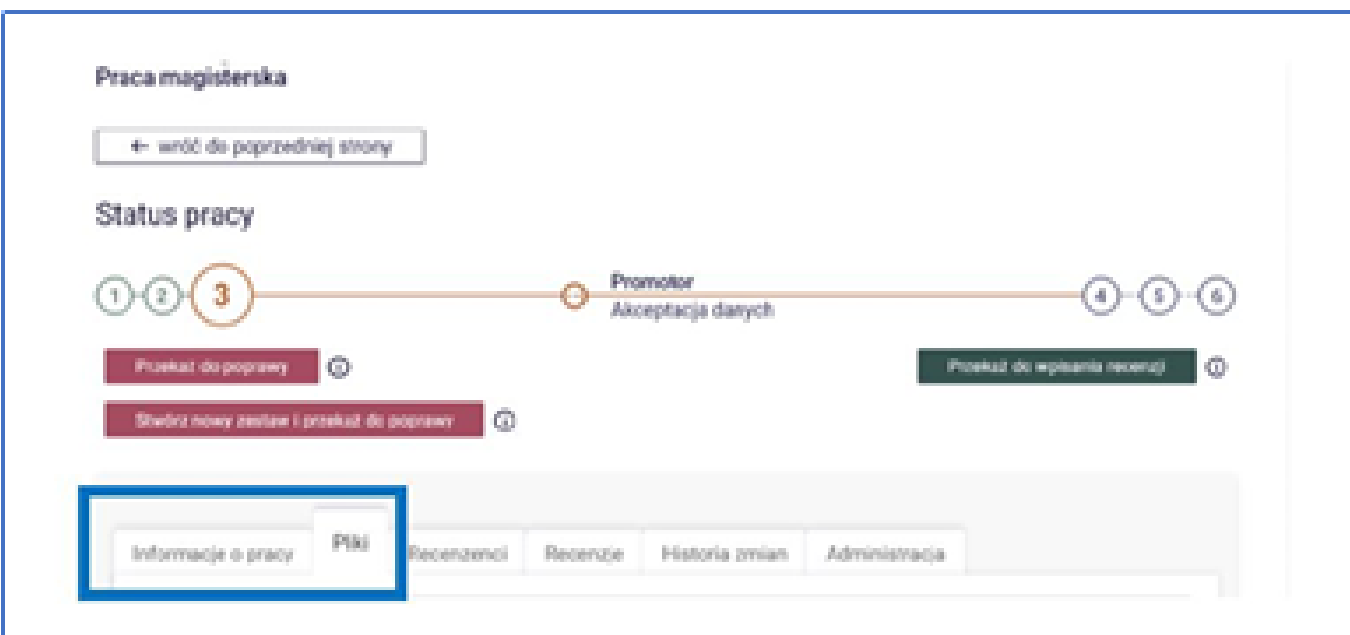 Praca magisterska
← wróć do poprzedniej strony
Status pracy
1 2 3 Promotor 4 5 6
Akceptacja danych
Przekaż do poprawy
Przekaż do wpisania recenzji
Stwórz nowy zestaw i przekaż do poprawy
Informacje o pracy Pliki Recenzenci Recenzje Historia zmian Administracja